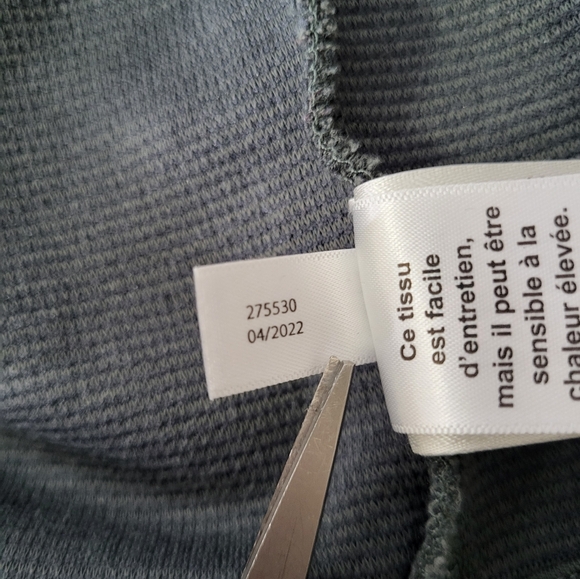 275530
04/2022
Ce tissu
est facile
d'entretien,
mais il peut être
sensible à la
chaleur élevée.